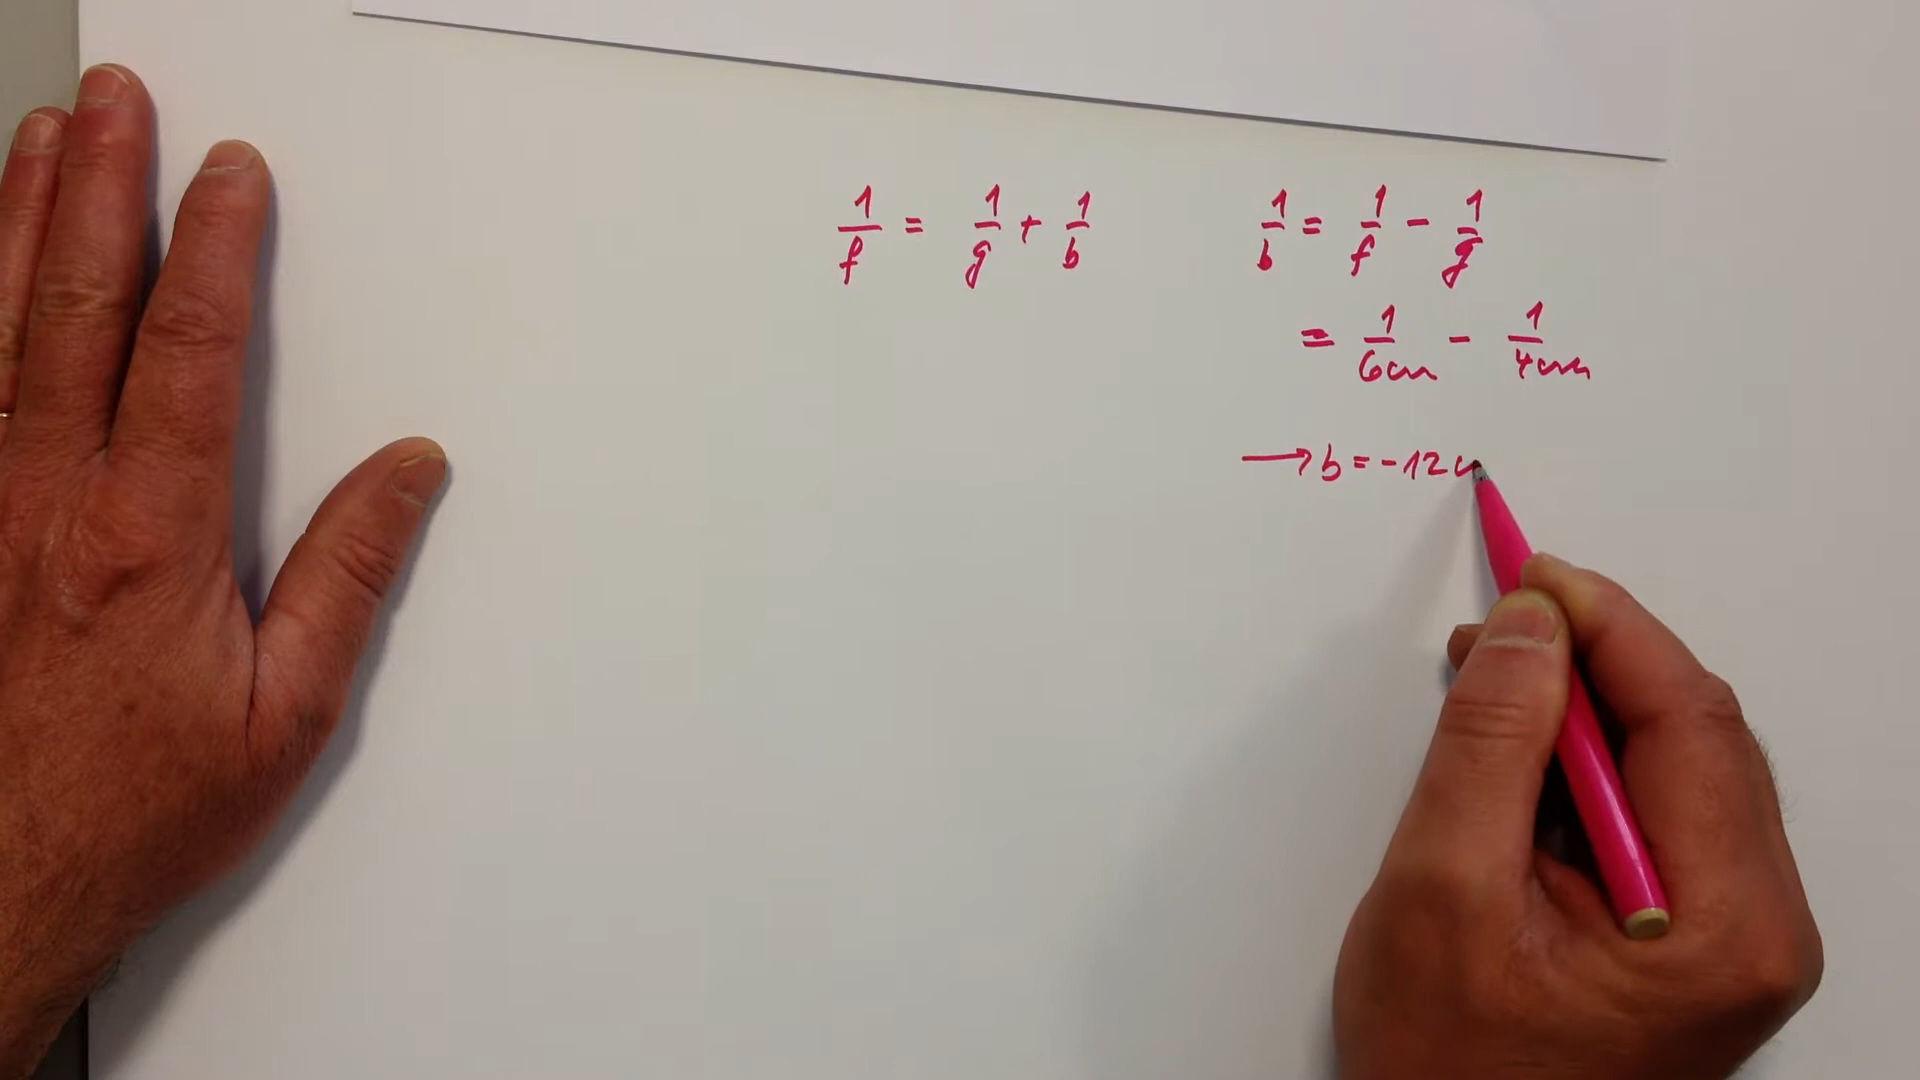 1/f = 1/g + 1/b
1/b = 1/f - 1/g
= 1/6cm - 1/4cm
→ b = -12 c